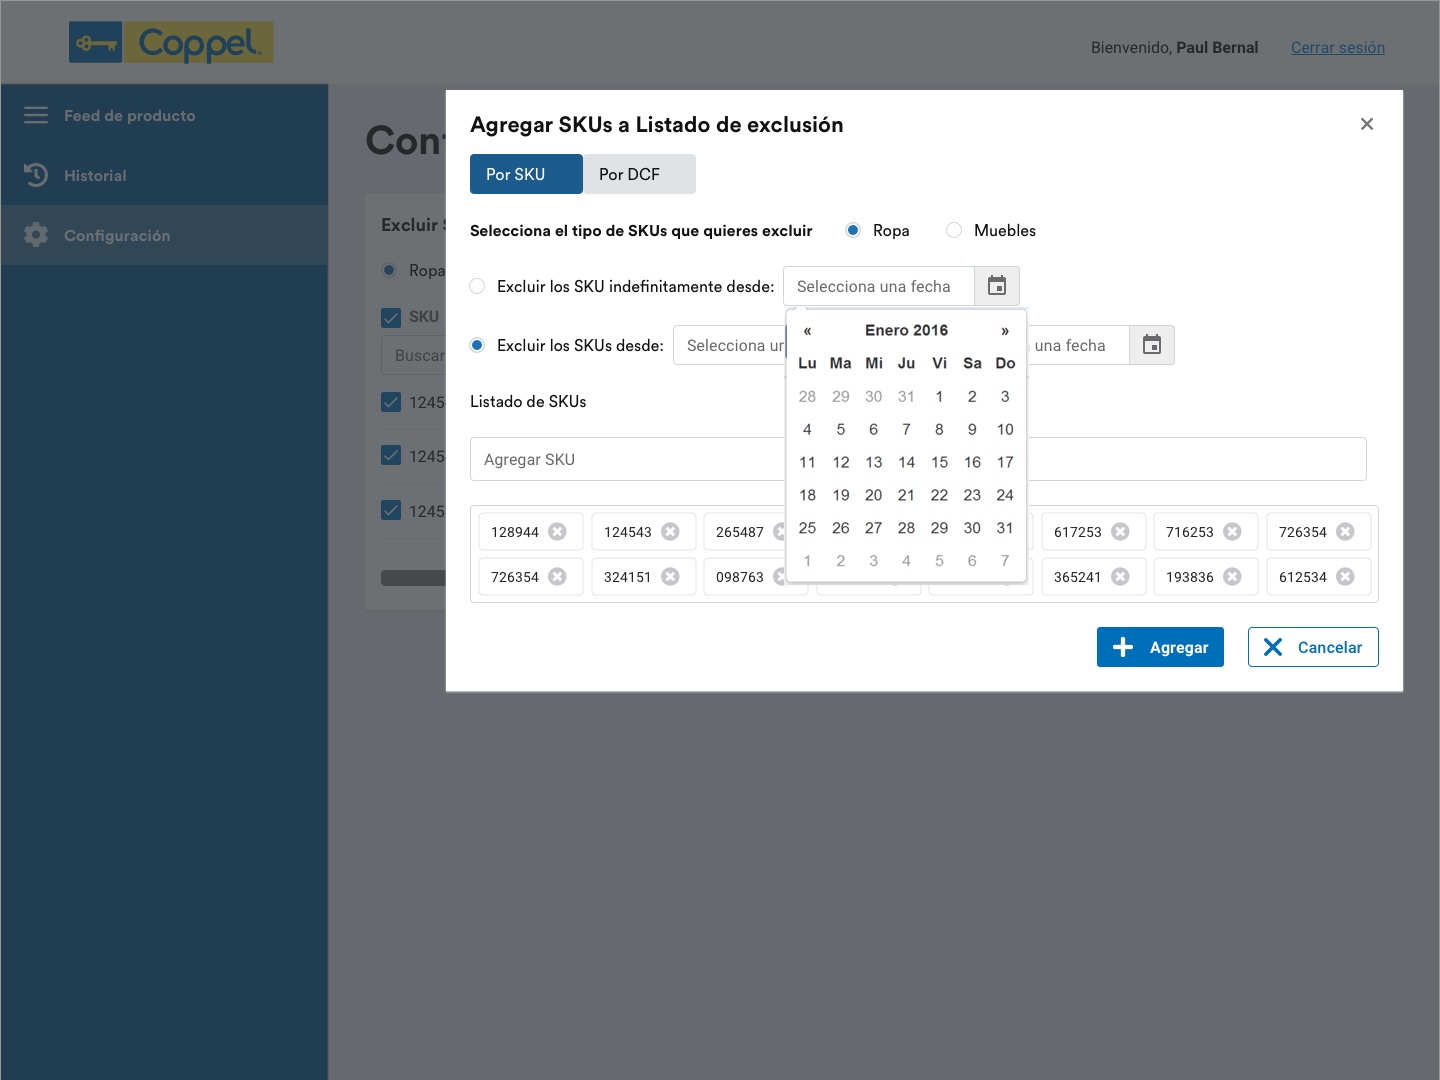 Coppel.
Bienvenido, Paul Bernal
Cerrar sesión
Feed de producto
Historial
Configuración
Excluir
Ropa
SKU
Buscar
Agregar SKUs a Listado de exclusión
Por SKU
Por DCF
Selecciona el tipo de SKUs que quieres excluir
Ropa
Muebles
Excluir los SKU indefinitamente desde:
Selecciona una fecha
Excluir los SKUs desde:
Selecciona
una fecha
« Enero 2016 »
Lu Ma Mi Ju Vi Sa Do
28 29 30 31 1 2 3
4 5 6 7 8 9 10
11 12 13 14 15 16 17
18 19 20 21 22 23 24
25 26 27 28 29 30 31
1 2 3 4 5 6 7
Listado de SKUs
Agregar SKU
128944 124543 265487 617253 716253 726354
726354 324151 098763 365241 193836 612534
Agregar
Cancelar